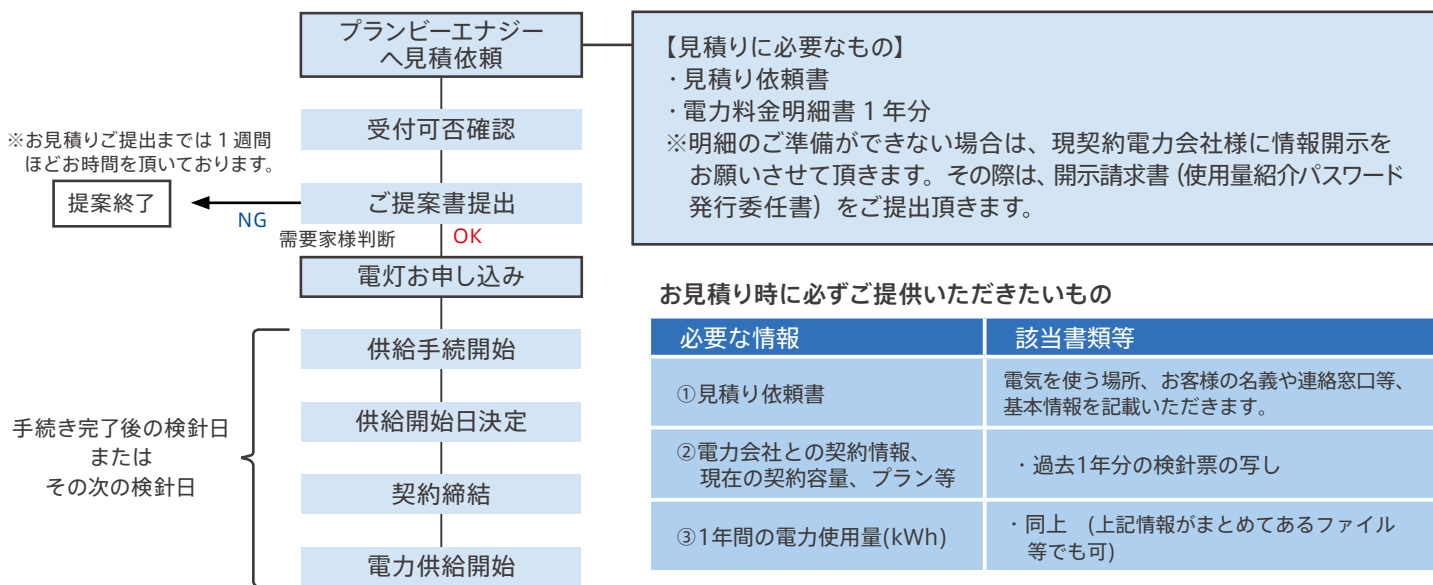 プランビーエナジー
へ見積依頼
受付可否確認
※お見積りご提出までは1週間
ほどお時間を頂いております。
提案終了
NG
ご提案書提出
需要家様判断
OK
電灯お申し込み
供給手続開始
供給開始日決定
契約締結
電力供給開始
手続き完了後の検針日
または
その次の検針日
【見積りに必要なもの】
・見積り依頼書
・電力料金明細書1年分
※明細のご準備ができない場合は、現契約電力会社様に情報開示を
お願いさせて頂きます。その際は、開示請求書(使用量紹介パスワード
発行委任書)をご提出頂きます。
お見積り時に必ずご提供いただきたいもの
必要な情報 該当書類等
①見積り依頼書
電気を使う場所、お客様の名義や連絡窓口等、
基本情報を記載いただきます。
②電力会社との契約情報、
現在の契約容量、プラン等
・過去1年分の検針票の写し
③1年間の電力使用量(kWh)
・同上 (上記情報がまとめてあるファイル
等でも可)